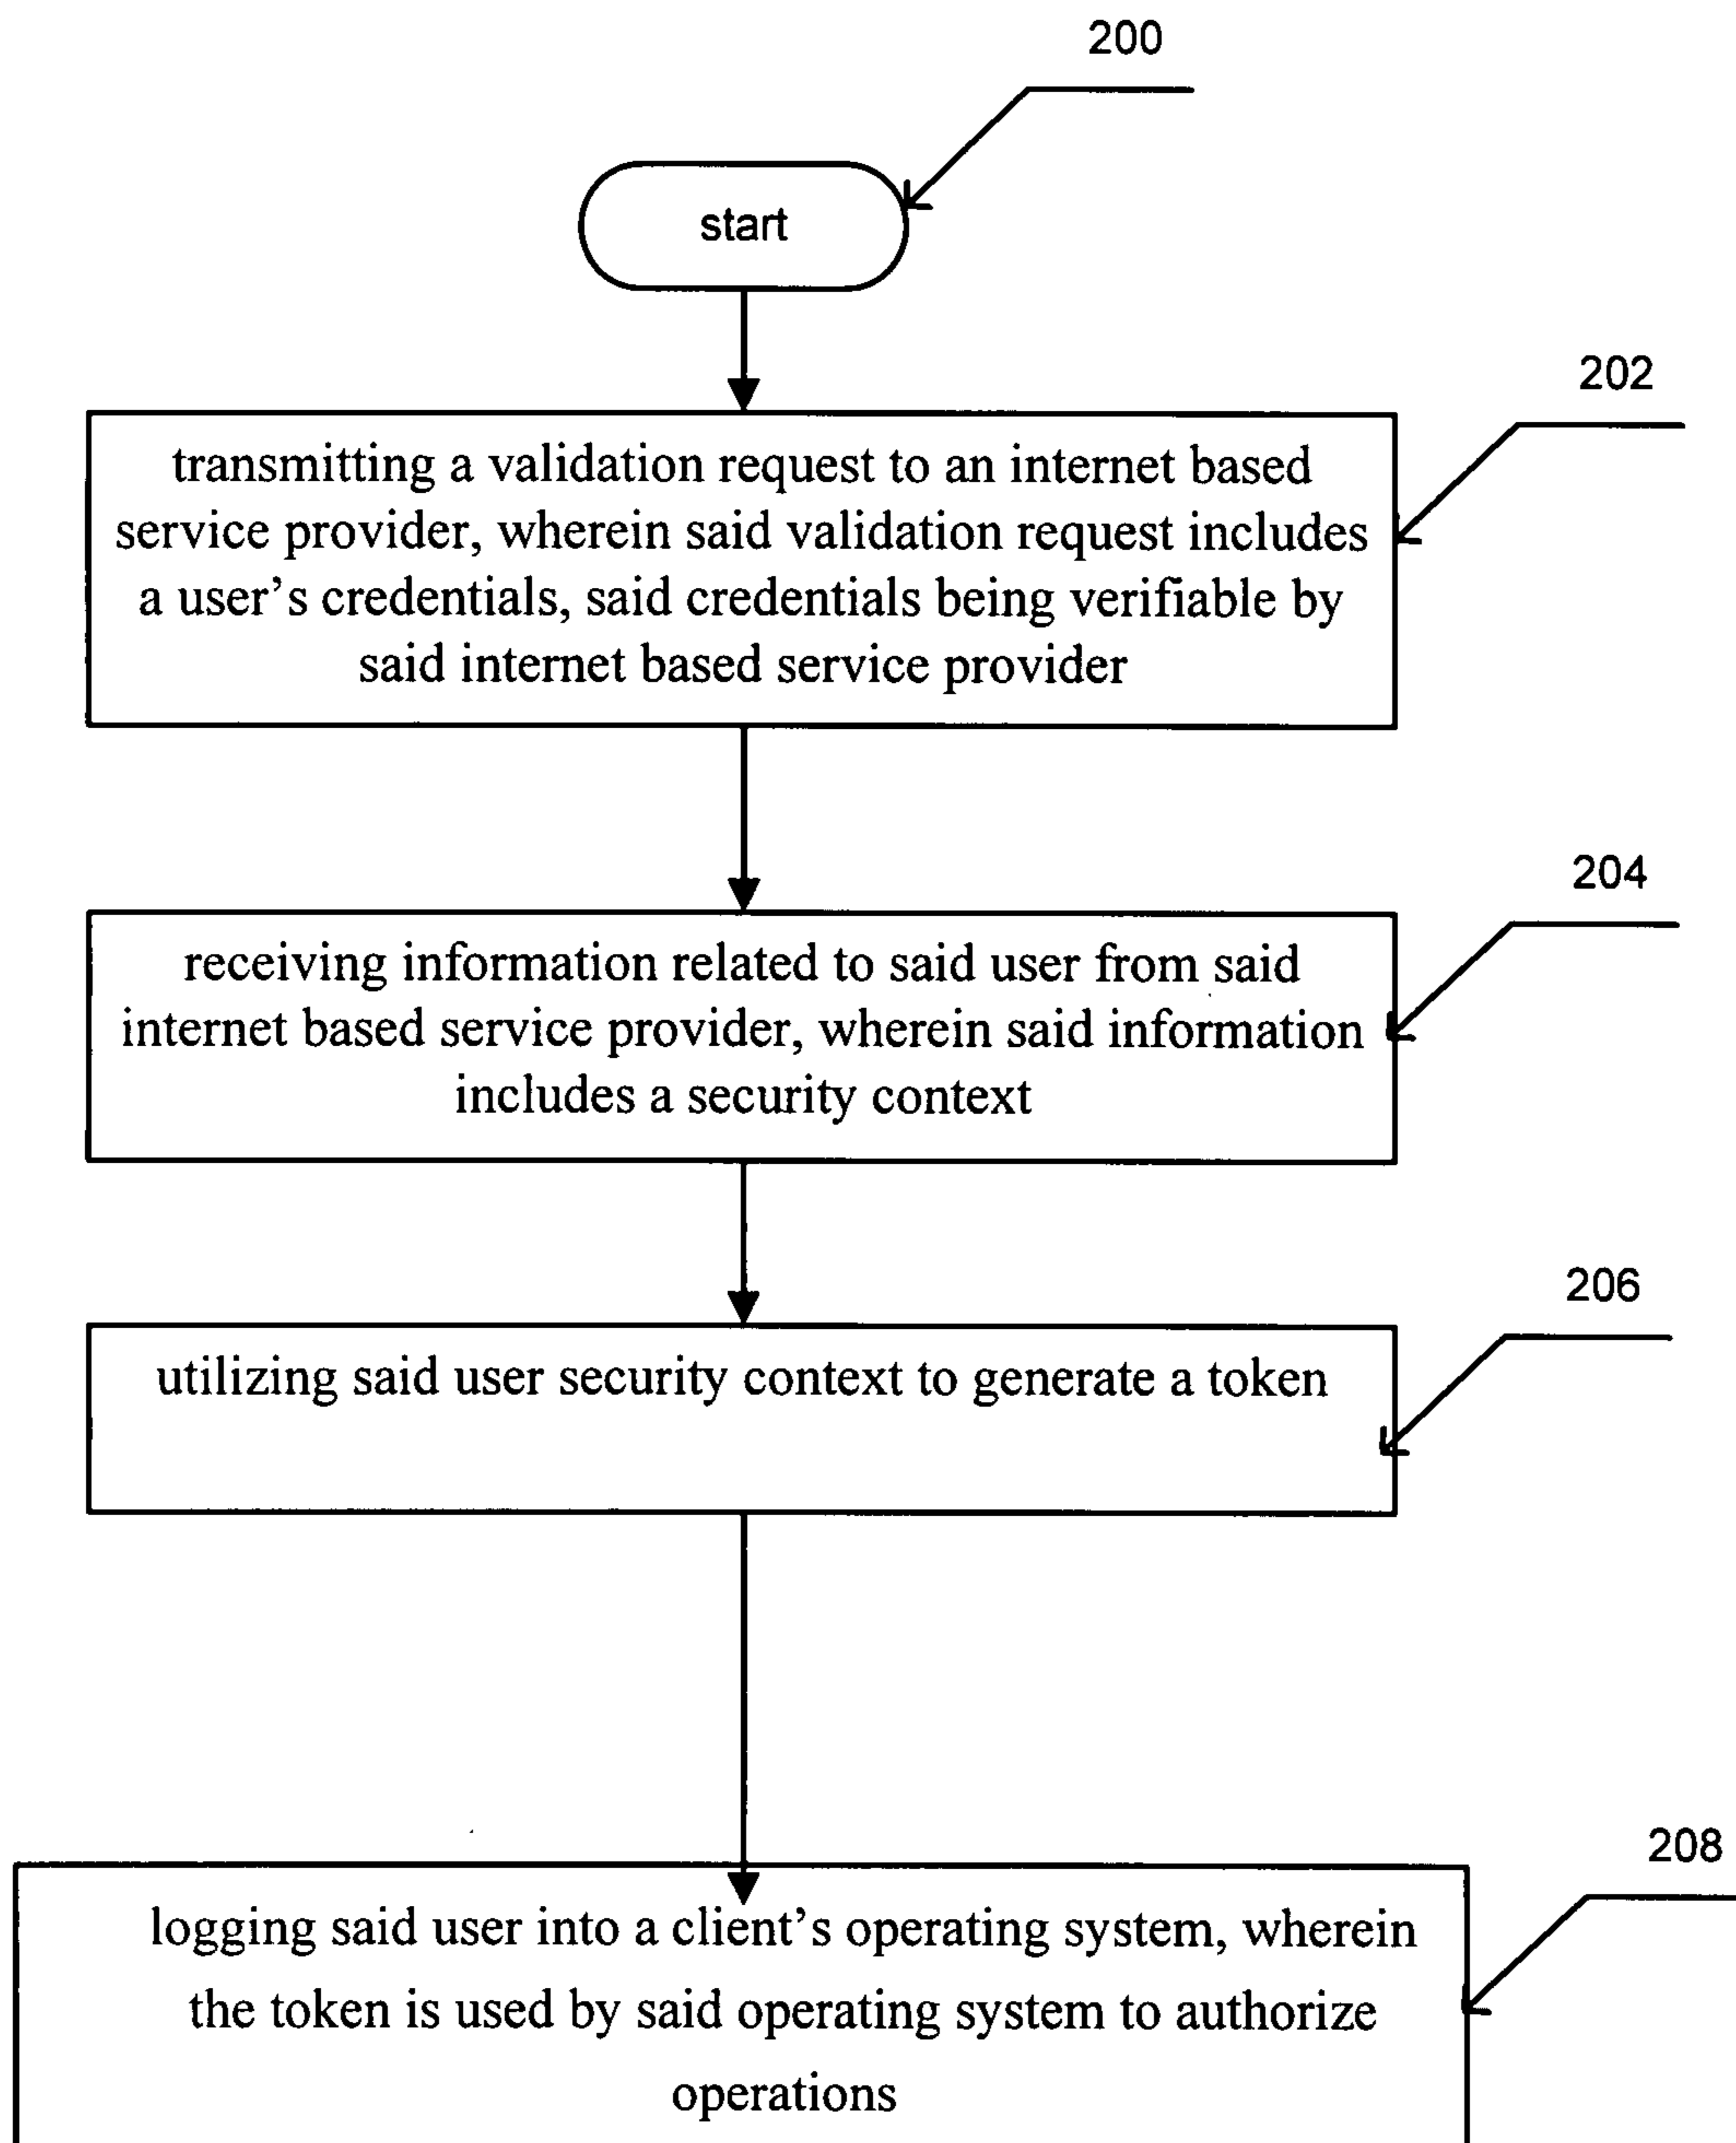 200
start
202
transmitting a validation request to an internet based
service provider, wherein said validation request includes
a user's credentials, said credentials being verifiable by
said internet based service provider
204
receiving information related to said user from said
internet based service provider, wherein said information
includes a security context
206
utilizing said user security context to generate a token
208
logging said user into a client's operating system, wherein
the token is used by said operating system to authorize
operations